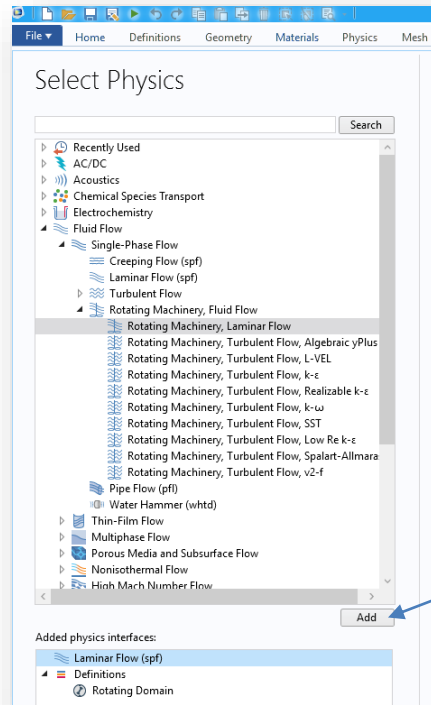 File Home Definitions Geometry Materials Physics Mesh
Select Physics
Search
Recently Used
AC/DC
Acoustics
Chemical Species Transport
Electrochemistry
Fluid Flow
Single-Phase Flow
Creeping Flow (spf)
Laminar Flow (spf)
Turbulent Flow
Rotating Machinery, Fluid Flow
Rotating Machinery, Laminar Flow
Rotating Machinery, Turbulent Flow, Algebraic yPlus
Rotating Machinery, Turbulent Flow, L-VEL
Rotating Machinery, Turbulent Flow, k-ε
Rotating Machinery, Turbulent Flow, Realizable k-ε
Rotating Machinery, Turbulent Flow, k-ω
Rotating Machinery, Turbulent Flow, SST
Rotating Machinery, Turbulent Flow, Low Re k-ε
Rotating Machinery, Turbulent Flow, Spalart-Allmara
Rotating Machinery, Turbulent Flow, v2-f
Pipe Flow (pfl)
Water Hammer (whtd)
Thin-Film Flow
Multiphase Flow
Porous Media and Subsurface Flow
Nonisothermal Flow
High Mach Number Flow
Add
Added physics interfaces:
Laminar Flow (spf)
Definitions
Rotating Domain